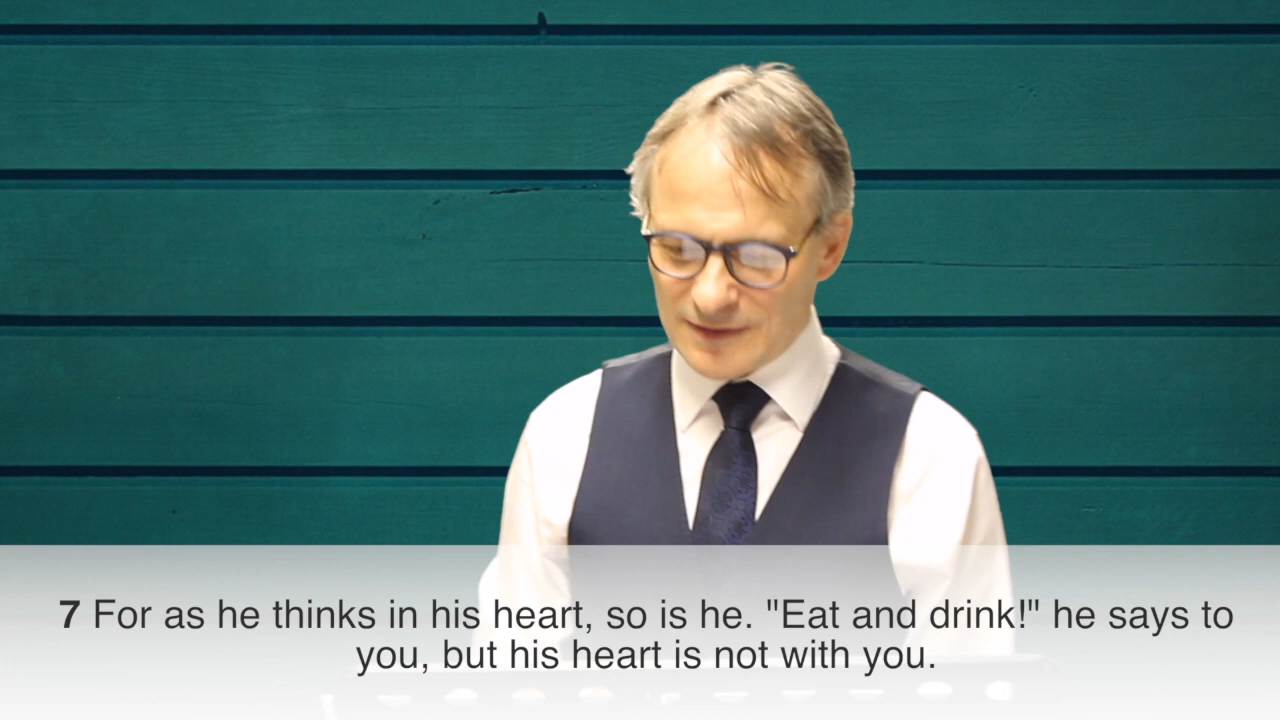 7 For as he thinks in his heart, so is he. "Eat and drink!" he says to
you, but his heart is not with you.